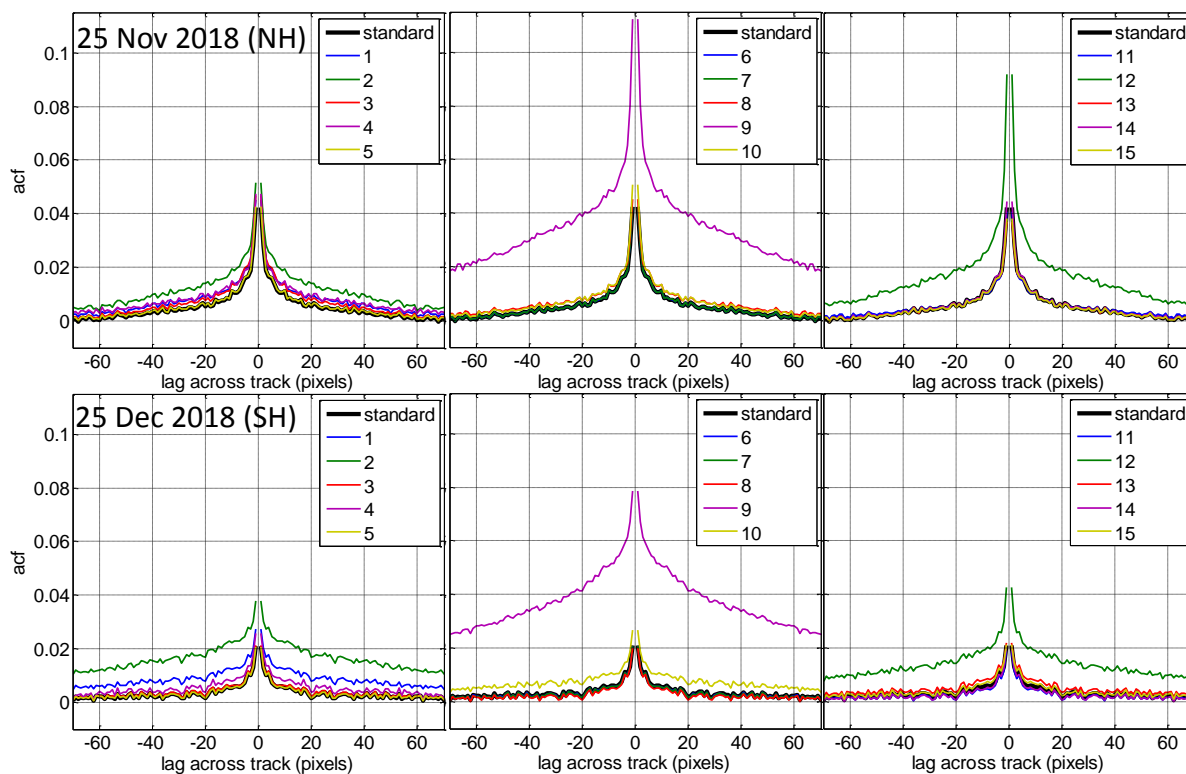 25 Nov 2018 (NH)
acf
0.1
0.08
0.06
0.04
0.02
0
standard
1
2
3
4
5
standard
6
7
8
9
10
standard
11
12
13
14
15
-60 -40 -20 0 20 40 60
-60 -40 -20 0 20 40 60
-60 -40 -20 0 20 40 60
lag across track (pixels)
lag across track (pixels)
lag across track (pixels)
25 Dec 2018 (SH)
acf
0.1
0.08
0.06
0.04
0.02
0
standard
1
2
3
4
5
standard
6
7
8
9
10
standard
11
12
13
14
15
-60 -40 -20 0 20 40 60
-60 -40 -20 0 20 40 60
-60 -40 -20 0 20 40 60
lag across track (pixels)
lag across track (pixels)
lag across track (pixels)